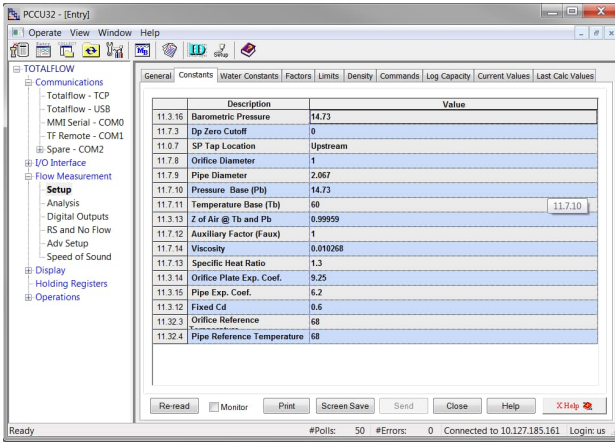 PCCU32 - [Entry]
Operate View Window Help
TOTALFLOW
Communications
Totalflow - TCP
Totalflow - USB
MMI Serial - COM0
TF Remote - COM1
Spare - COM2
I/O Interface
Flow Measurement
Setup
Analysis
Digital Outputs
RS and No Flow
Adv Setup
Speed of Sound
Display
Holding Registers
Operations
General Constants Water Constants Factors Limits Density Commands Log Capacity Current Values Last Calc Values
Description Value
11.3.16 Barometric Pressure 14.73
11.7.3 Dp Zero Cutoff 0
11.0.7 SP Tap Location Upstream
11.7.8 Orifice Diameter 1
11.7.9 Pipe Diameter 2.067
11.7.10 Pressure Base (Pb) 14.73
11.7.11 Temperature Base (Tb) 60
11.7.10
11.3.13 Z of Air @ Tb and Pb 0.99959
11.7.12 Auxiliary Factor (Faux) 1
11.7.14 Viscosity 0.010268
11.7.13 Specific Heat Ratio 1.3
11.3.14 Orifice Plate Exp. Coef. 9.25
11.3.15 Pipe Exp. Coef. 6.2
11.3.12 Fixed Cd 0.6
11.32.3 Orifice Reference 68
11.32.4 Pipe Reference Temperature 68
Re-read Monitor Print Screen Save Send Close Help X Help
Ready #Polls: 50 #Errors: 0 Connected to 10.127.185.161 Login: us